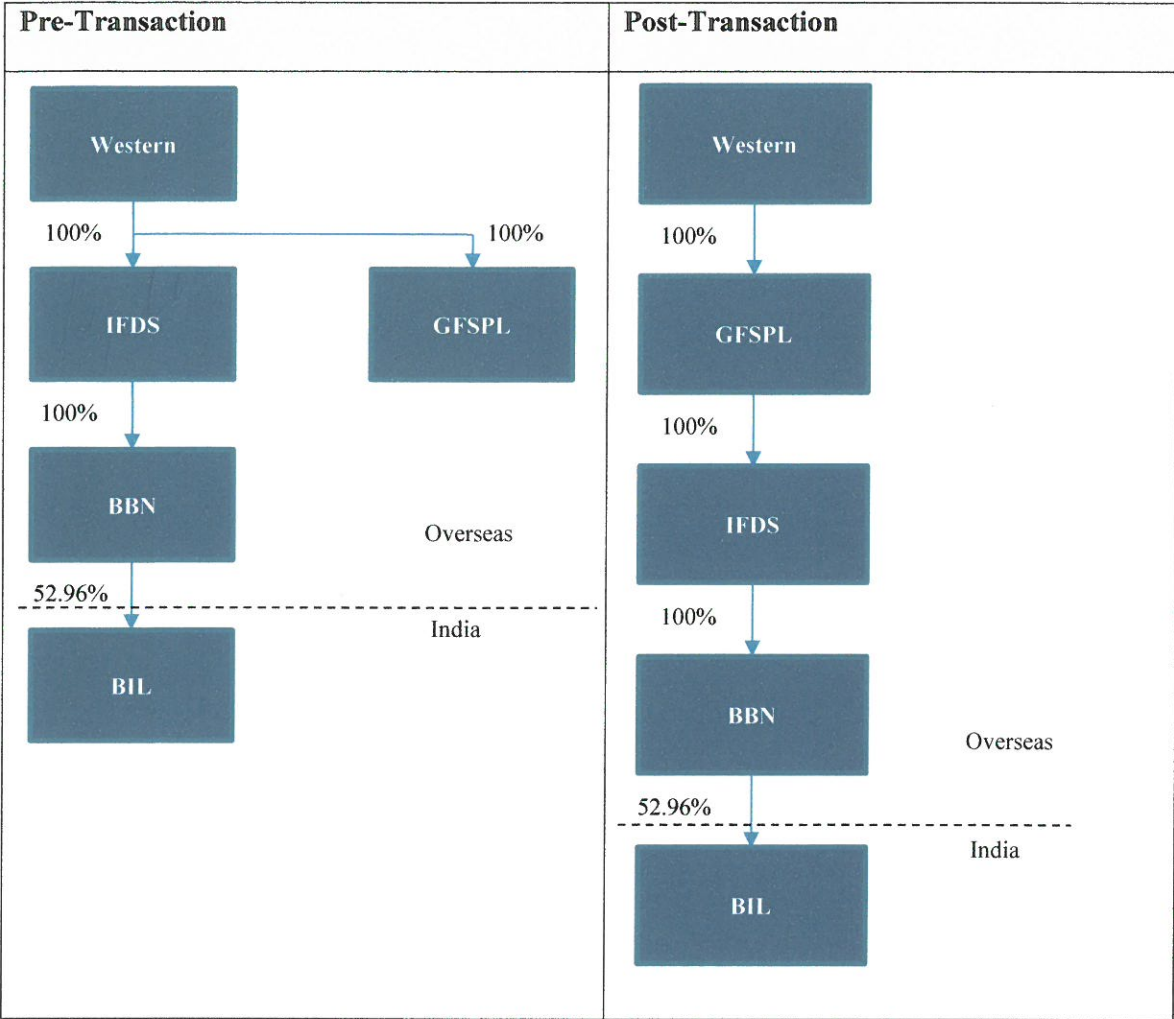 Pre-Transaction
Western
100%
100%
IFDS
GFSPL
100%
BBN
Overseas
52.96%
India
BIL
Post-Transaction
Western
100%
GFSPL
100%
IFDS
100%
BBN
Overseas
52.96%
India
BIL